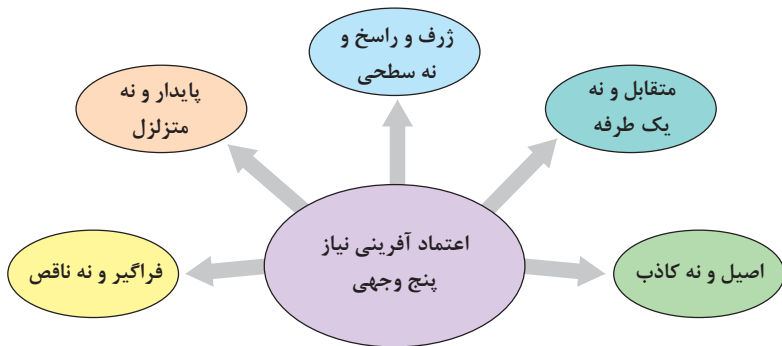 ژرف و راسخ و
نه سطحی
متقابل و نه
یک طرفه
پایدار و نه
متزلزل
اعتماد آفرینی نیاز
پنج وجهی
اصیل و نه کاذب
فراگیر و نه ناقص